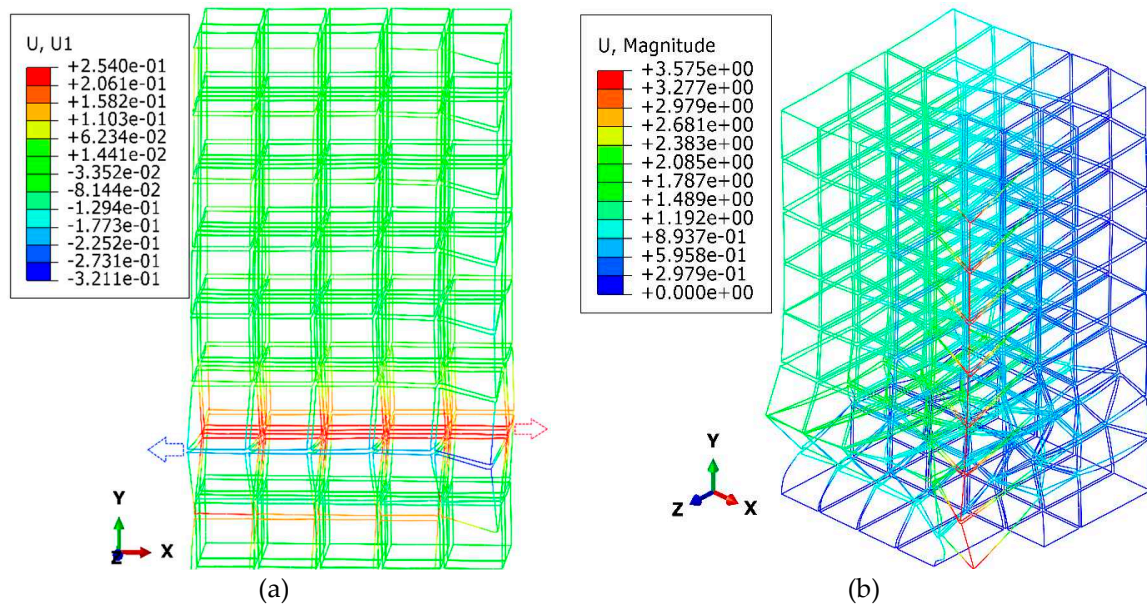 U, U1
+2.540e-01
+2.061e-01
+1.582e-01
+1.103e-01
+6.234e-02
+1.441e-02
-3.352e-02
-8.144e-02
-1.294e-01
-1.773e-01
-2.252e-01
-2.731e-01
-3.211e-01
Y
Z
X
(a)
U, Magnitude
+3.575e+00
+3.277e+00
+2.979e+00
+2.681e+00
+2.383e+00
+2.085e+00
+1.787e+00
+1.489e+00
+1.192e+00
+8.937e-01
+5.958e-01
+2.979e-01
+0.000e+00
Y
Z
X
(b)